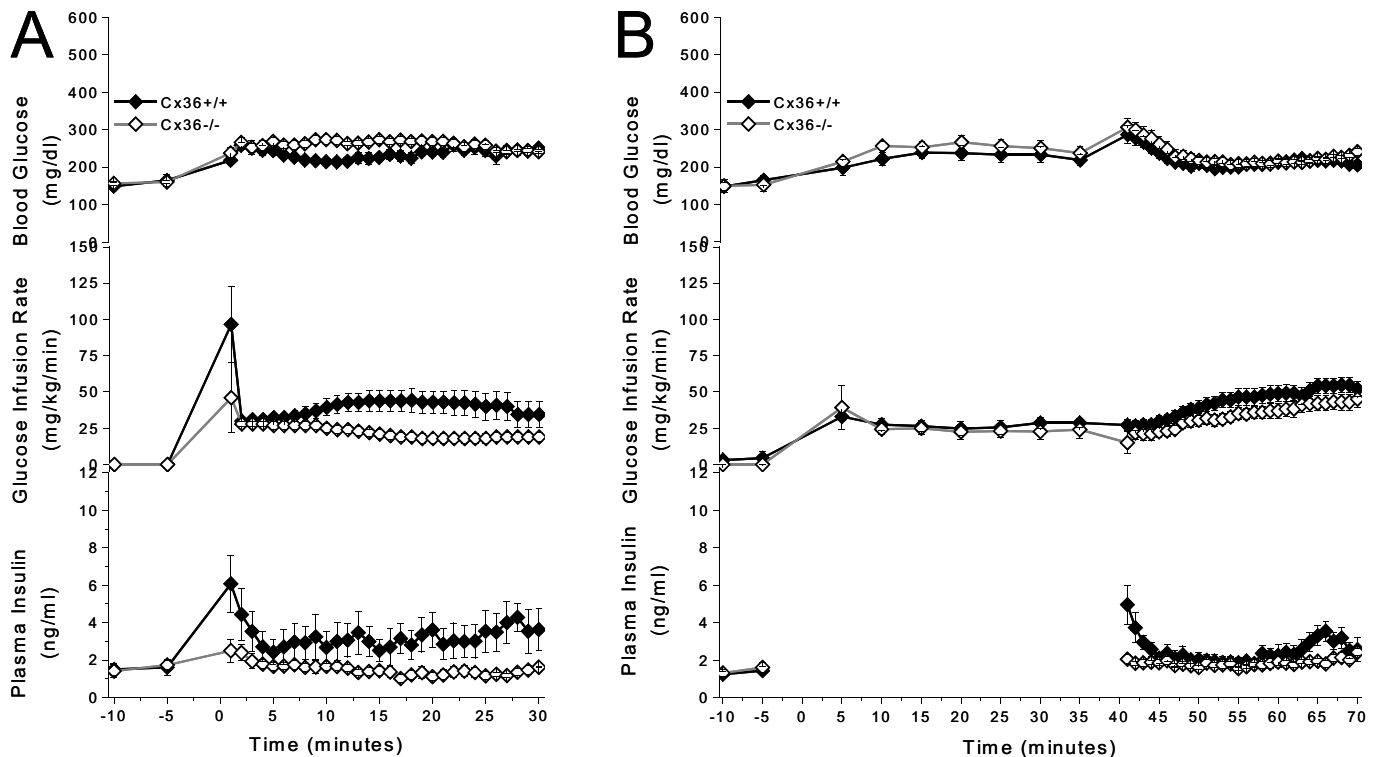 A
600
500
400
300
200
100
0
Blood Glucose
(mg/dl)
Cx36+/+
Cx36-/-
150
125
100
75
50
25
0
Glucose Infusion Rate
(mg/kg/min)
12
10
8
6
4
2
0
Plasma Insulin
(ng/ml)
-10 -5 0 5 10 15 20 25 30
Time (minutes)
B
600
500
400
300
200
100
0
Blood Glucose
(mg/dl)
Cx36+/+
Cx36-/-
150
125
100
75
50
25
0
Glucose Infusion Rate
(mg/kg/min)
12
10
8
6
4
2
0
Plasma Insulin
(ng/ml)
-10 -5 0 5 10 15 20 25 30 35 40 45 50 55 60 65 70
Time (minutes)